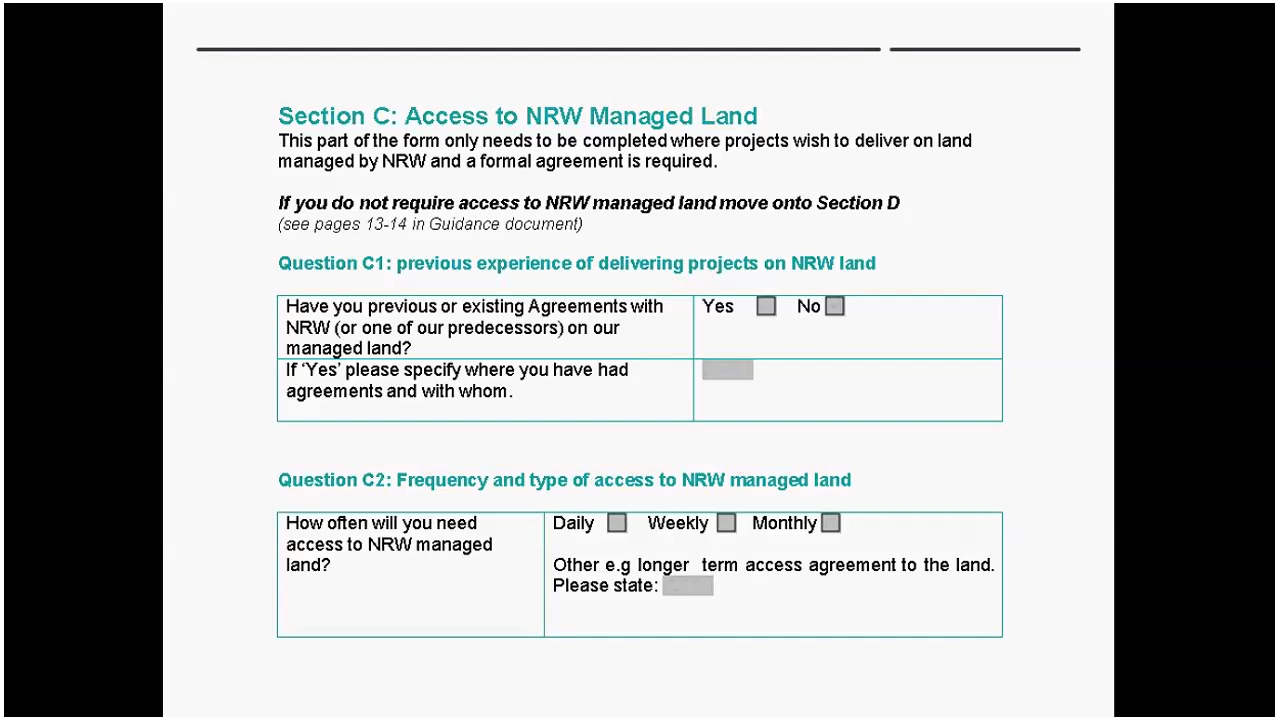 Section C: Access to NRW Managed Land
This part of the form only needs to be completed where projects wish to deliver on land
managed by NRW and a formal agreement is required.
If you do not require access to NRW managed land move onto Section D
(see pages 13-14 in Guidance document)
Question C1: previous experience of delivering projects on NRW land
Have you previous or existing Agreements with
NRW (or one of our predecessors) on our
managed land?
Yes No
If ‘Yes’ please specify where you have had
agreements and with whom.
Question C2: Frequency and type of access to NRW managed land
How often will you need
access to NRW managed
land?
Daily Weekly Monthly
Other e.g longer term access agreement to the land.
Please state: